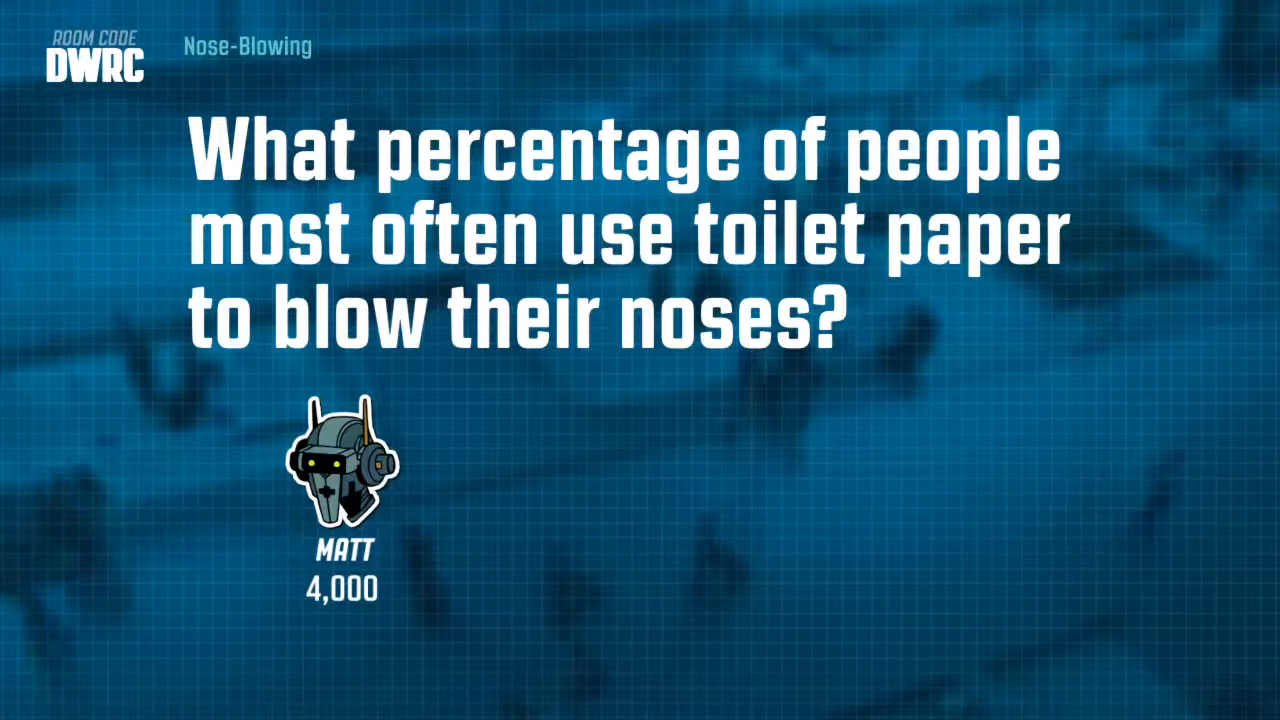 ROOM CODE
DWRC
Nose-Blowing
What percentage of people
most often use toilet paper
to blow their noses?
MATT
4,000